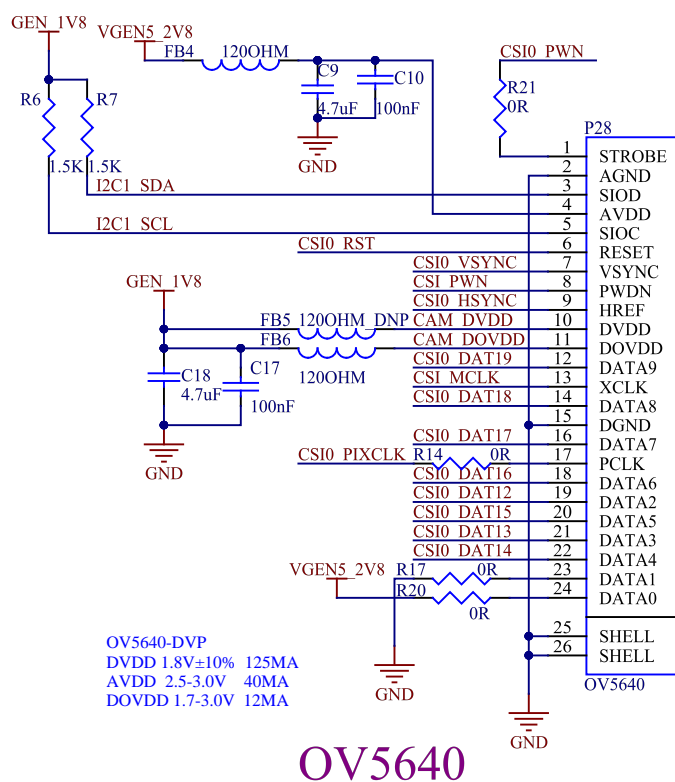 GEN_1V8
VGEN5_2V8
FB4 120OHM
CSI0_PWN
C9
C10
4.7uF
100nF
R6
R7
1.5K
1.5K
R21
0R
GND
P28
I2C1_SDA
I2C1_SCL
CSI0_RST
1 STROBE
2 AGND
3 SIOD
4 AVDD
5 SIOC
6 RESET
CSI0_VSYNC 7 VSYNC
CSI_PWN 8 PWDN
CSI0_HSYNC 9 HREF
GEN_1V8
FB5 120OHM_DNP CAM_DVDD 10 DVDD
FB6 CAM_DOVDD 11 DOVDD
120OHM
C18
4.7uF
C17
100nF
GND
CSI0_DAT19 12 DATA9
CSI_MCLK 13 XCLK
CSI0_DAT18 14 DATA8
15 DGND
CSI0_DAT17 16 DATA7
CSI0_PIXCLK R14 0R 17 PCLK
CSI0_DAT16 18 DATA6
CSI0_DAT12 19 DATA2
CSI0_DAT15 20 DATA5
CSI0_DAT13 21 DATA3
CSI0_DAT14 22 DATA4
VGEN5_2V8 R17 0R 23 DATA1
R20 0R 24 DATA0
25 SHELL
26 SHELL
OV5640
GND
GND
OV5640-DVP
DVDD 1.8V±10% 125MA
AVDD 2.5-3.0V 40MA
DOVDD 1.7-3.0V 12MA
OV5640